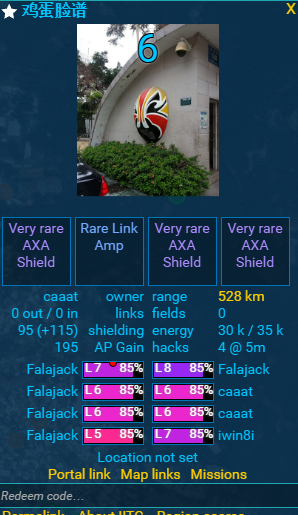 鸡蛋脸谱 X
6
Very rare AXA Shield
Rare Link Amp
Very rare AXA Shield
Very rare AXA Shield
caaat owner range 528 km
0 out / 0 in links fields 0
95 (+115) shielding energy 30 k / 35 k
195 AP Gain hacks 4 @ 5m
Falajack L7 85% L8 85% Falajack
Falajack L6 85% L6 85% caaat
Falajack L6 85% L6 85% caaat
Falajack L5 85% L7 85% iwin8i
Location not set
Portal link Map links Missions
Redeem code...
Permalink About IITC Region scores